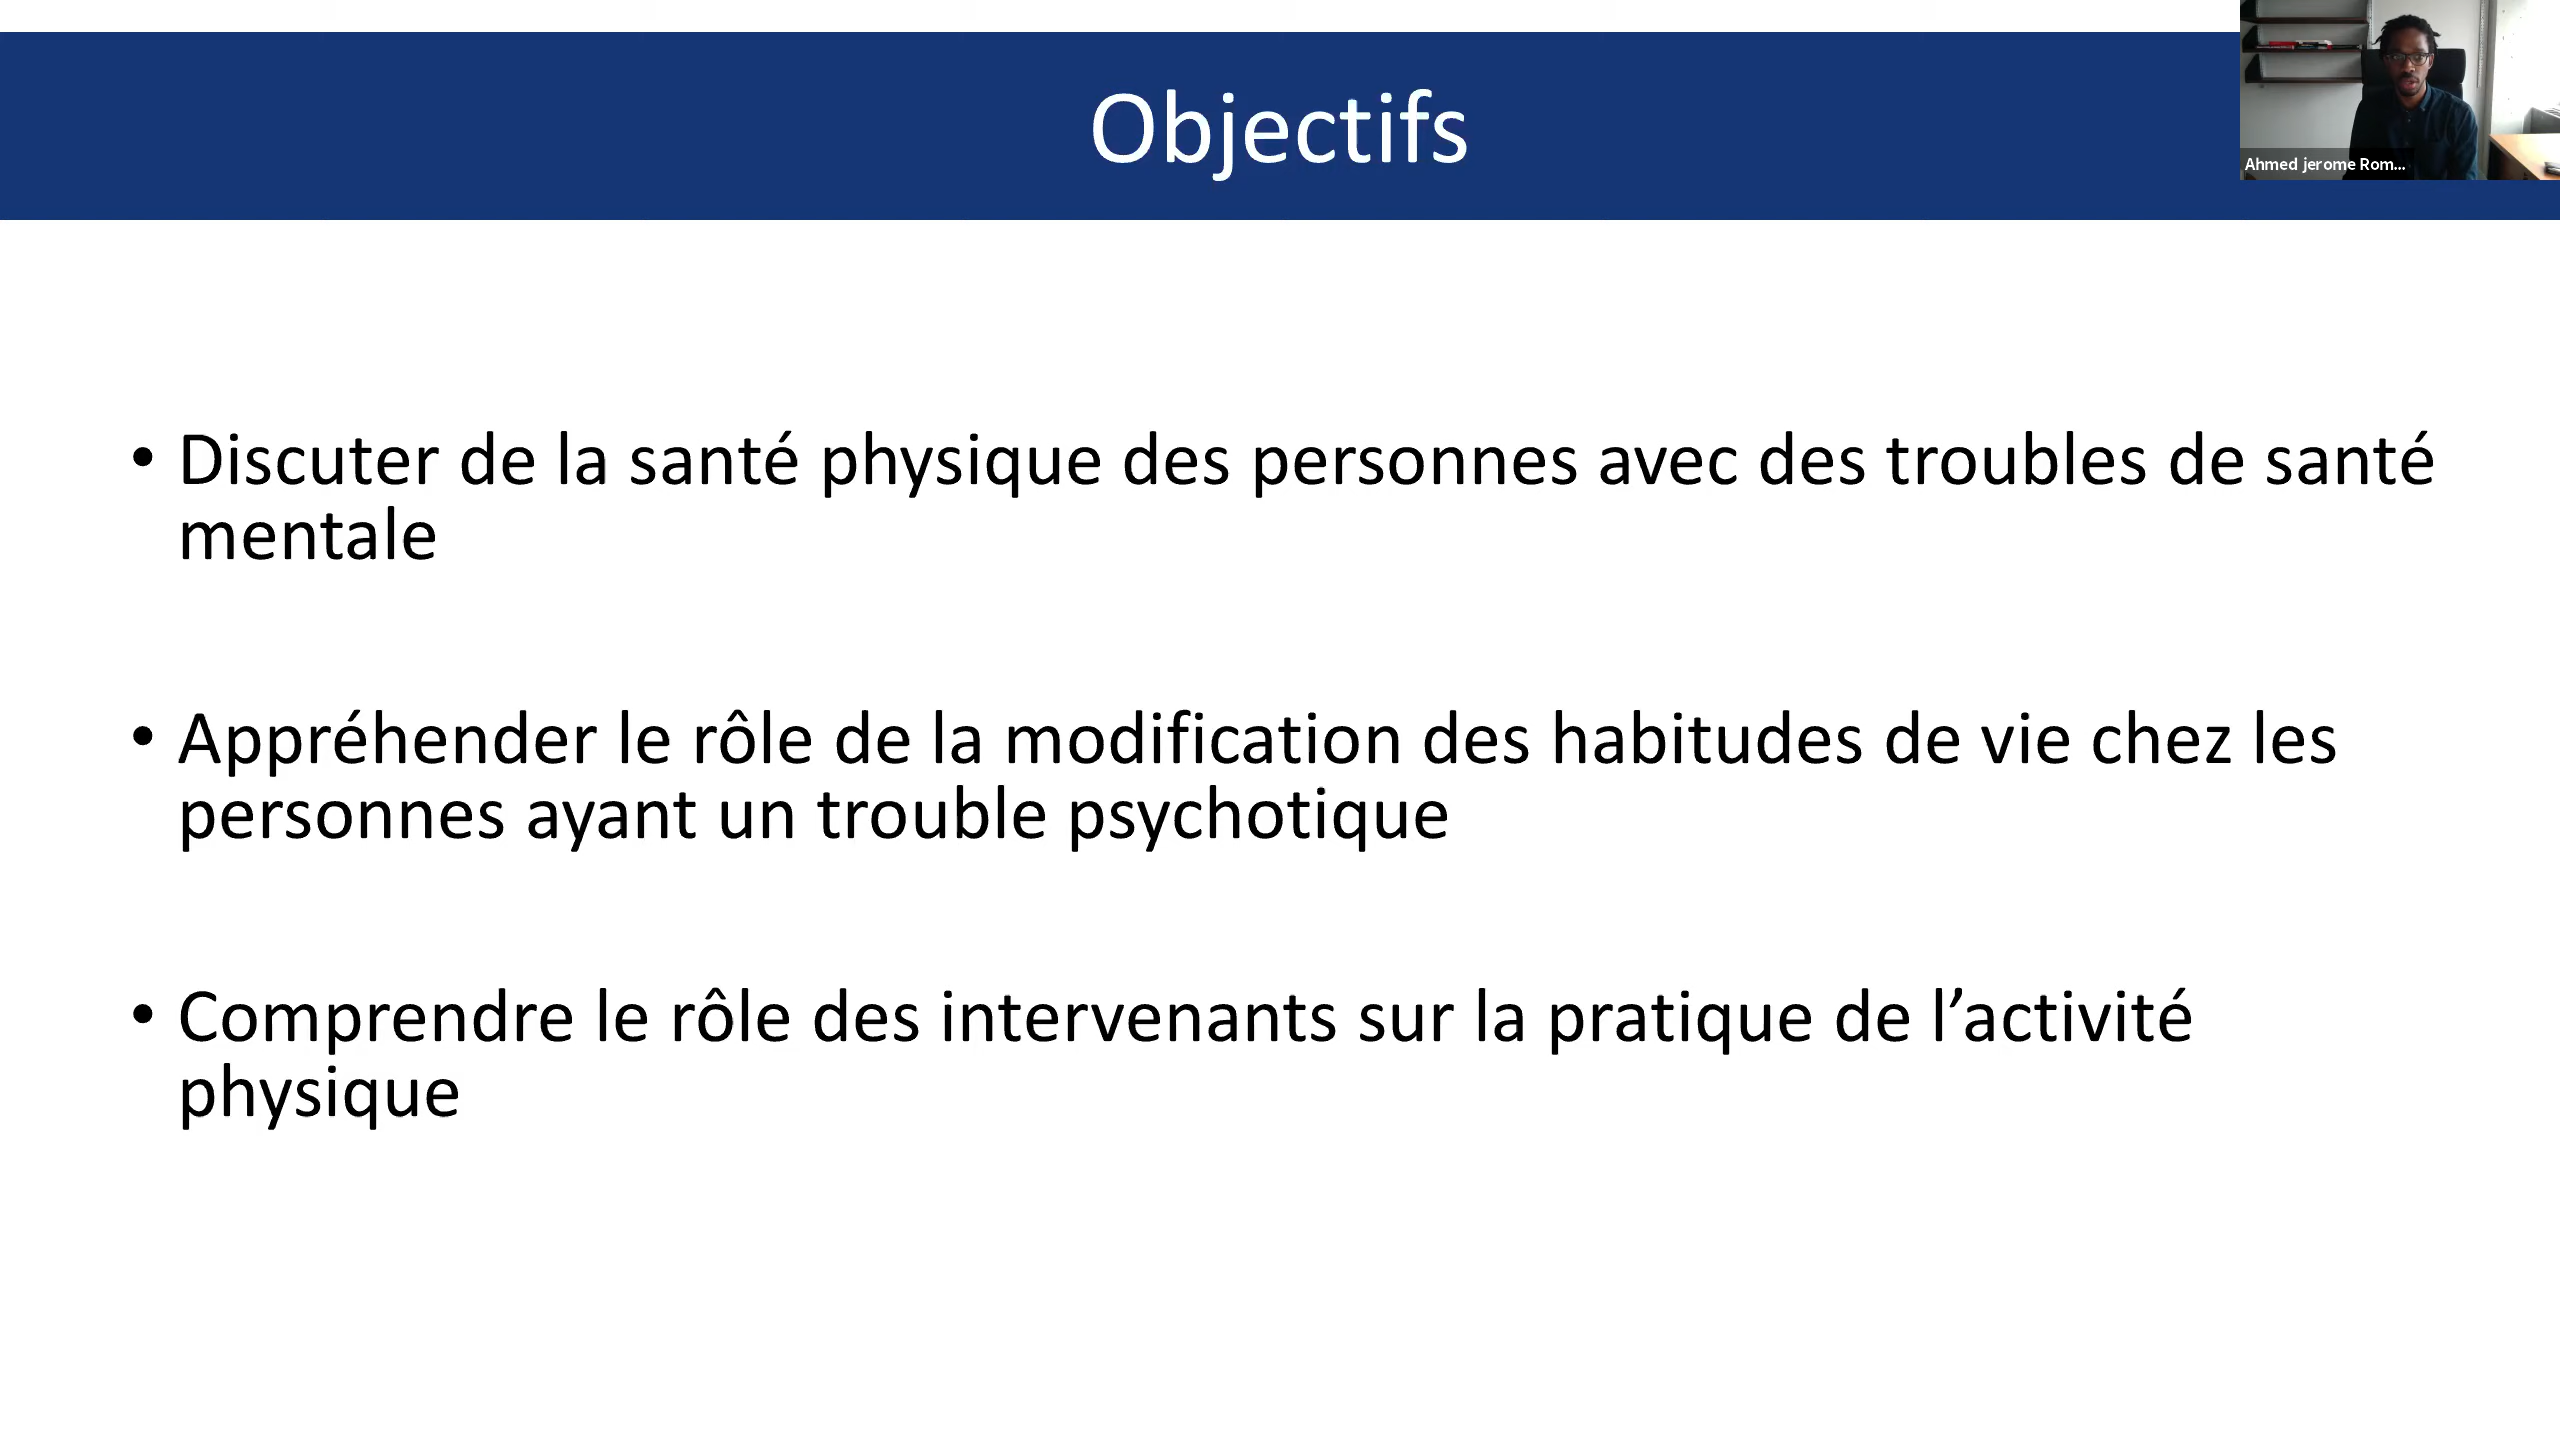 Objectifs
Ahmed jerome Rom...
• Discuter de la santé physique des personnes avec des troubles de santé
mentale
• Appréhender le rôle de la modification des habitudes de vie chez les
personnes ayant un trouble psychotique
• Comprendre le rôle des intervenants sur la pratique de l’activité
physique